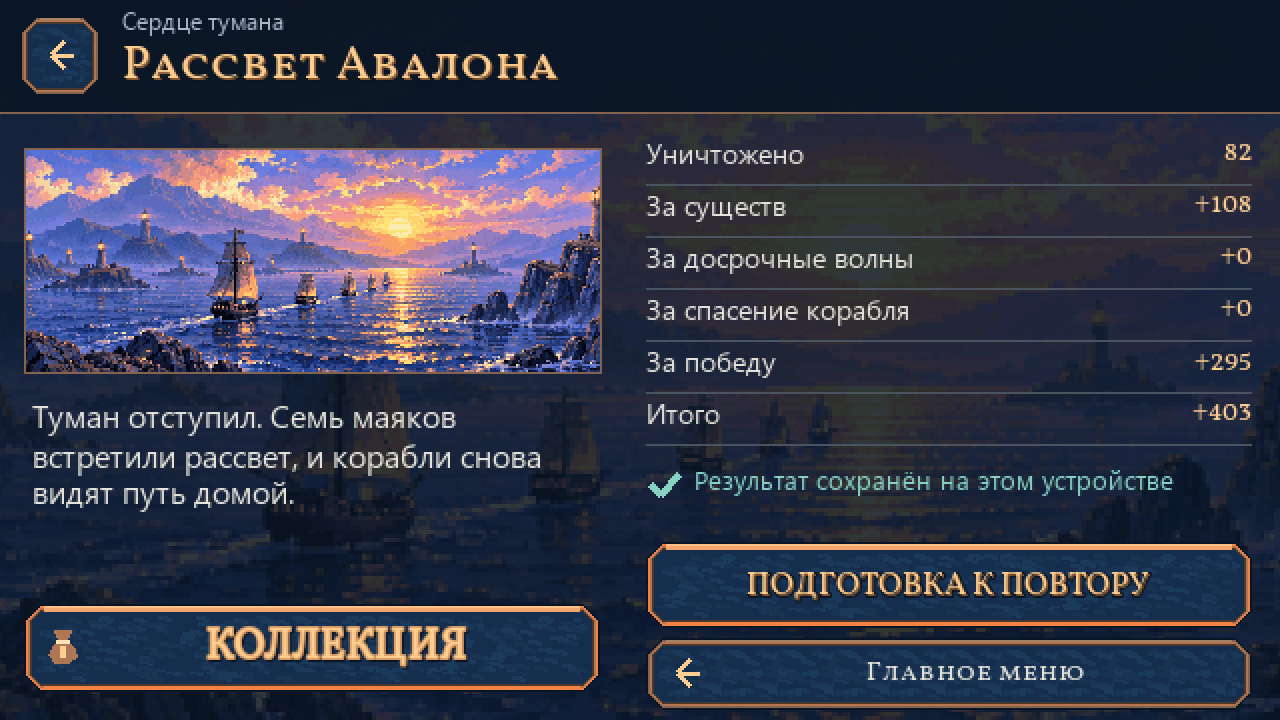 Сердце тумана
Рассвет Авалона
Туман отступил. Семь маяков
встретили рассвет, и корабли снова
видят путь домой.
КОЛЛЕКЦИЯ
Уничтожено 82
За существ +108
За досрочные волны +0
За спасение корабля +0
За победу +295
Итого +403
Результат сохранён на этом устройстве
ПОДГОТОВКА К ПОВТОРУ
Главное меню